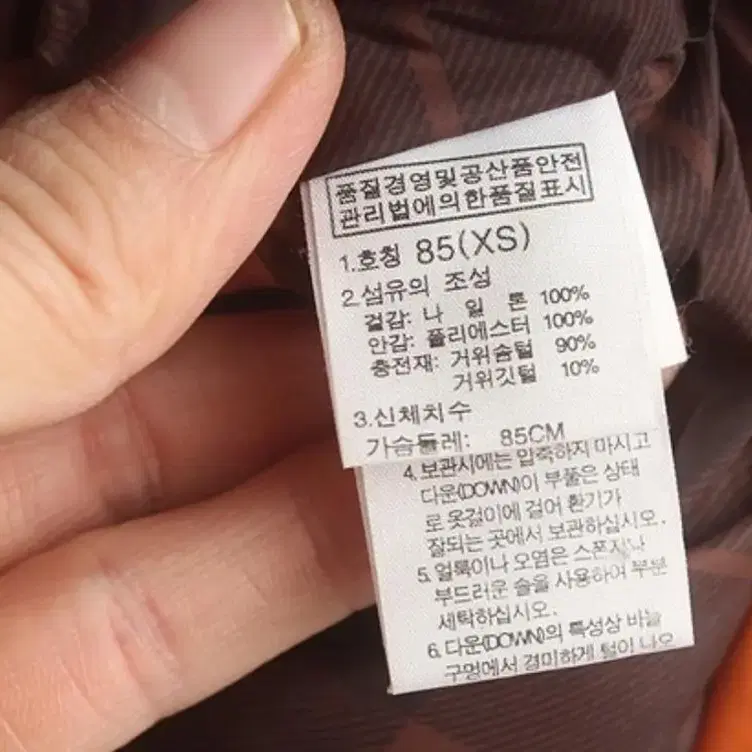 품질경영및공산품안전
관리법에의한품질표시
1.호칭 85(XS)
2.섬유의 조성
겉감: 나 일 론 100%
안감: 폴리에스터 100%
충전재: 거위솜털 90%
거위깃털 10%
3.신체치수
가슴둘레: 85CM
4.보관시에는 압축하지 마시고
다운(DOWN)이 부풀은 상태
로 옷걸이에 걸어 환기가
잘되는 곳에서 보관하십시오.
5.얼룩이나 오염은 스폰지나
부드러운 솔을 사용하여 부분
세탁하십시오.
6.다운(DOWN)의 특성상 바늘
구멍에서 경미하게 털이 나오